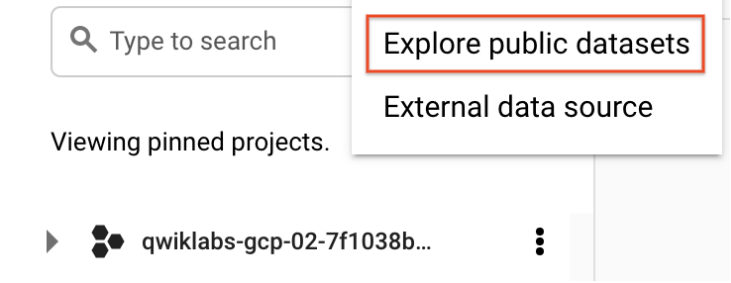 Type to search
Explore public datasets
External data source
Viewing pinned projects.
qwiklabs-gcp-02-7f1038b...